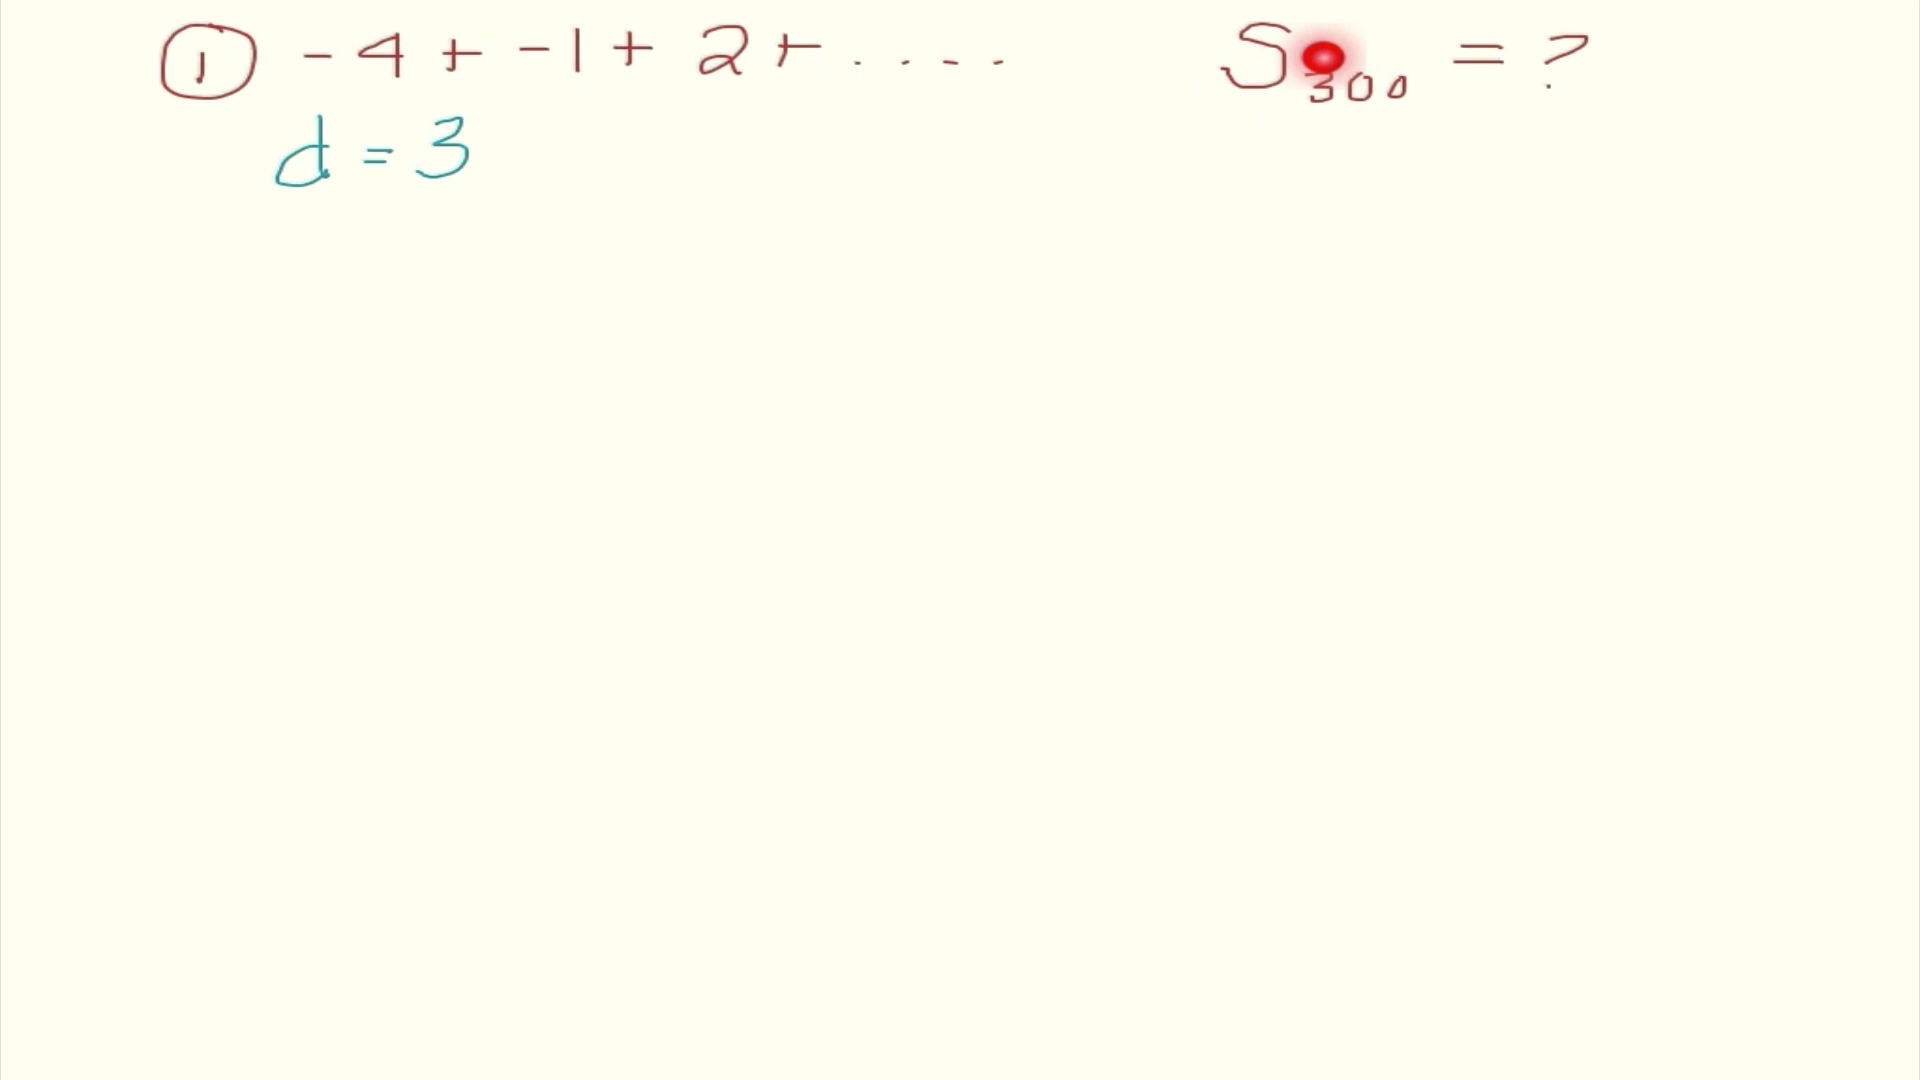 ① -4 + -1 + 2 + .... S₃₀₀ = ?
d = 3